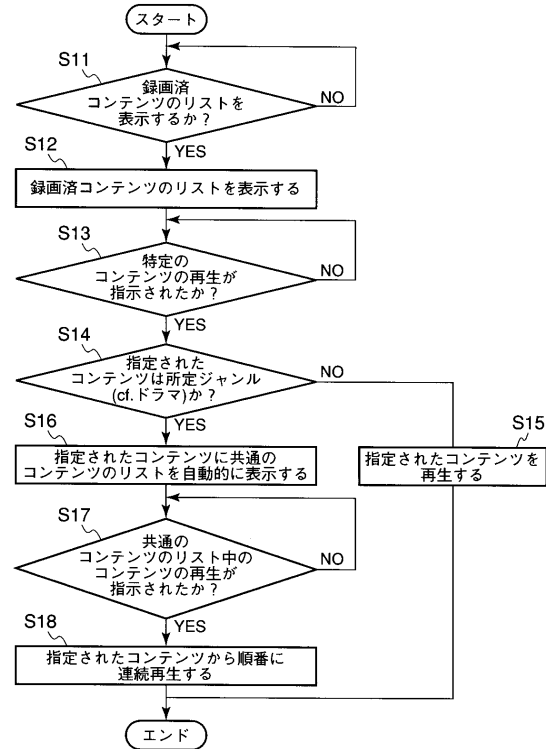 スタート
S11
録画済
コンテンツのリストを
表示するか？
NO
YES
S12
録画済コンテンツのリストを表示する
S13
特定の
コンテンツの再生が
指示されたか？
NO
YES
S14
指定された
コンテンツは所定ジャンル
(cf.ドラマ)か？
NO
YES
S16
指定されたコンテンツに共通の
コンテンツのリストを自動的に表示する
S15
指定されたコンテンツを
再生する
S17
共通の
コンテンツのリスト中の
コンテンツの再生が
指示されたか？
NO
YES
S18
指定されたコンテンツから順番に
連続再生する
エンド